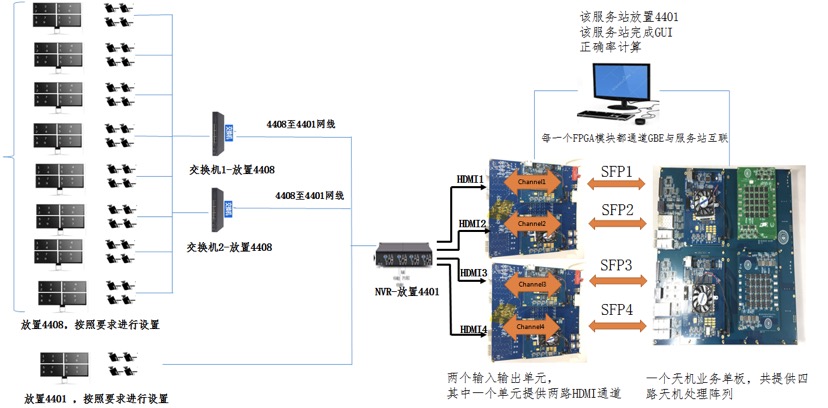 该服务站放置4401
该服务站完成GUI
正确率计算
4408至4401网线
每一个FPGA模块都通道GBE与服务站互联
交换机1-放置4408
HDMI1
Channel1
SFP1
4408至4401网线
HDMI2
Channel2
SFP2
交换机2-放置4408
HDMI3
Channel3
SFP3
NVR-放置4401
HDMI4
Channel4
SFP4
放置4408，按照要求进行设置
两个输入输出单元，
其中一个单元提供两路HDMI通道
一个天机业务单板，共提供四
路天机处理阵列
放置4401 ，按照要求进行设置